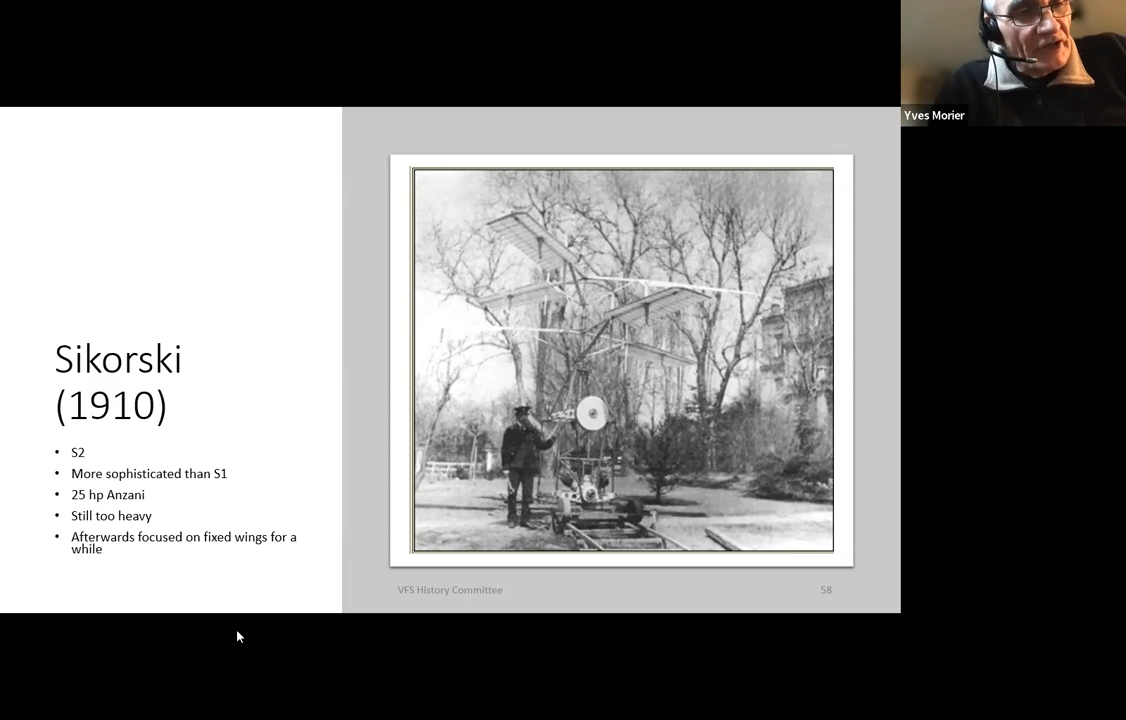 Yves Morier
Sikorski
(1910)
• S2
• More sophisticated than S1
• 25 hp Anzani
• Still too heavy
• Afterwards focused on fixed wings for a
while
VFS History Committee
58